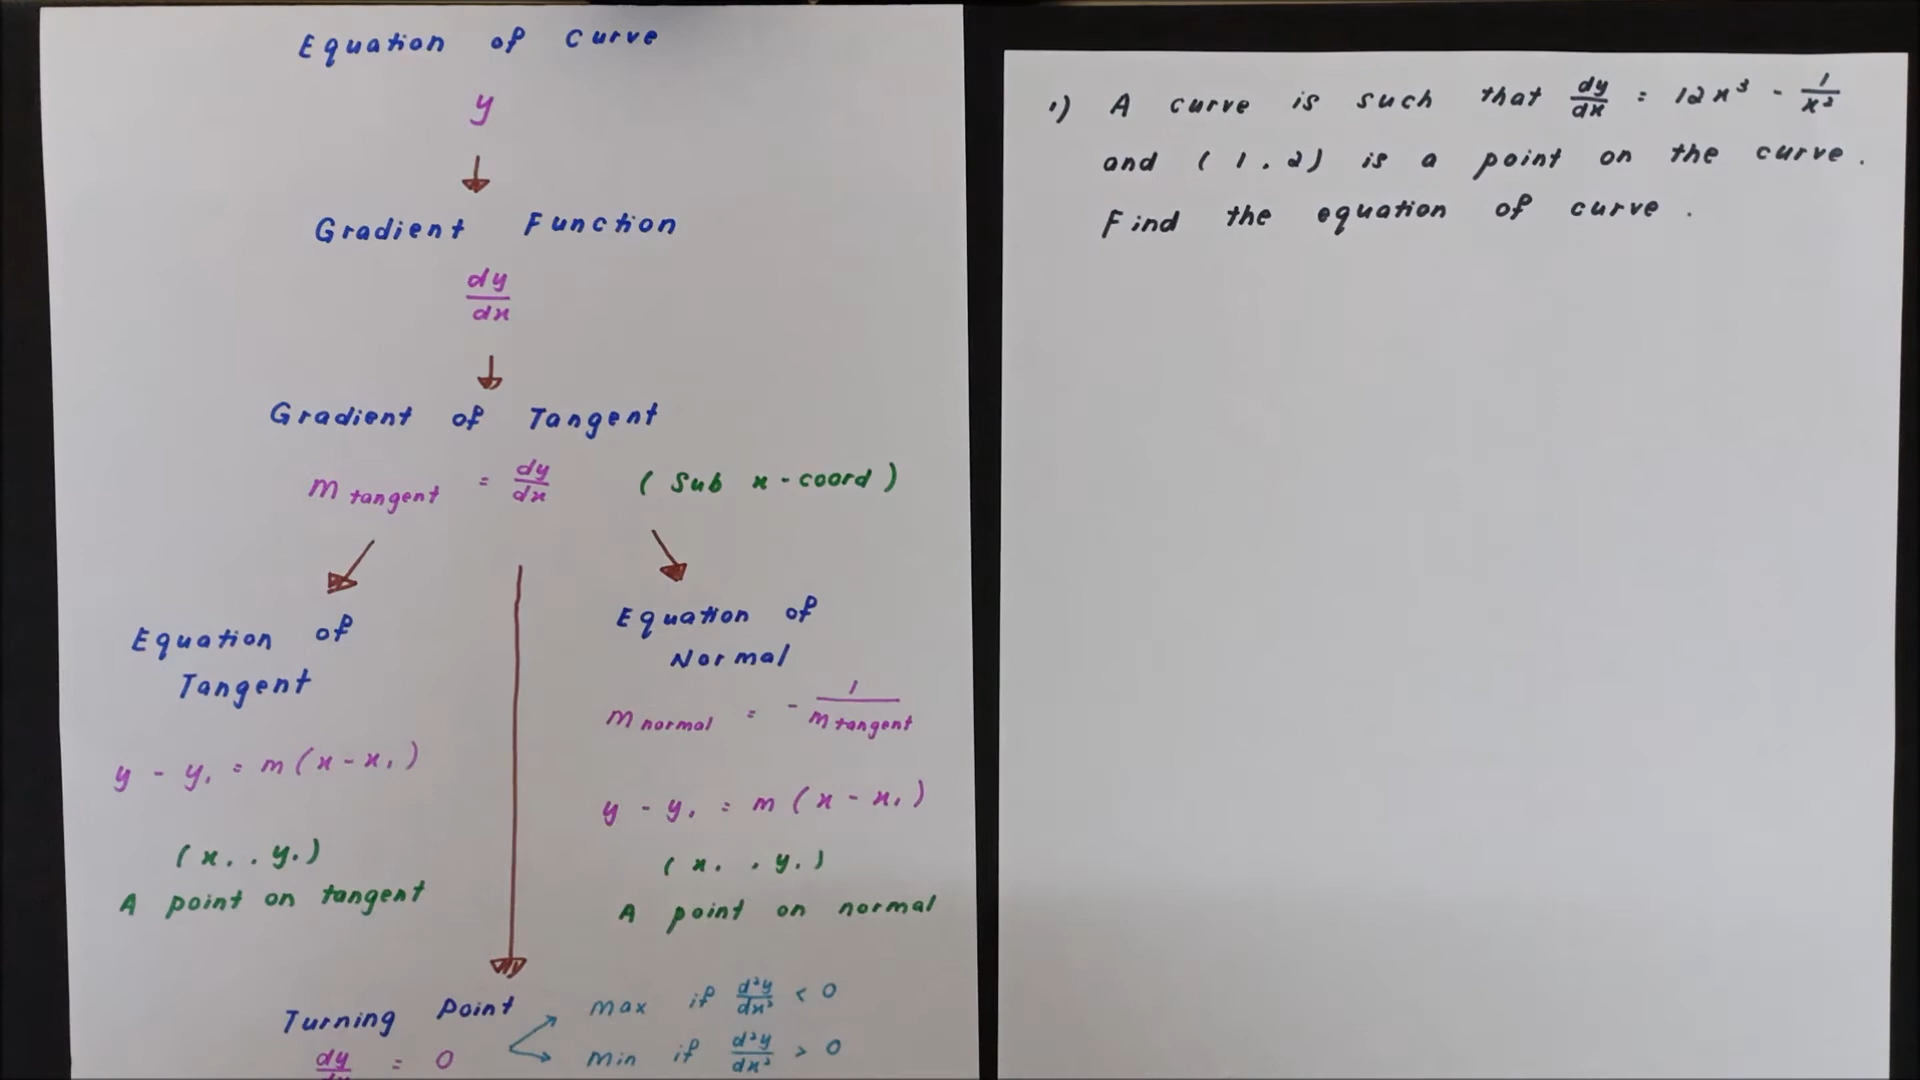 Equation of curve
y
Gradient Function
dy/dx
Gradient of Tangent
m tangent = dy/dx (Sub x-coord)
Equation of
Tangent
y - y₁ = m(x - x₁)
(x₁, y₁)
A point on tangent
Equation of
Normal
m normal = - 1/m tangent
y - y₁ = m(x - x₁)
(x₁, y₁)
A point on normal
Turning Point
dy/dx = 0
max if d²y/dx² < 0
min if d²y/dx² > 0
1) A curve is such that dy/dx = 12x³ - 1/x²
and (1, 2) is a point on the curve.
Find the equation of curve.